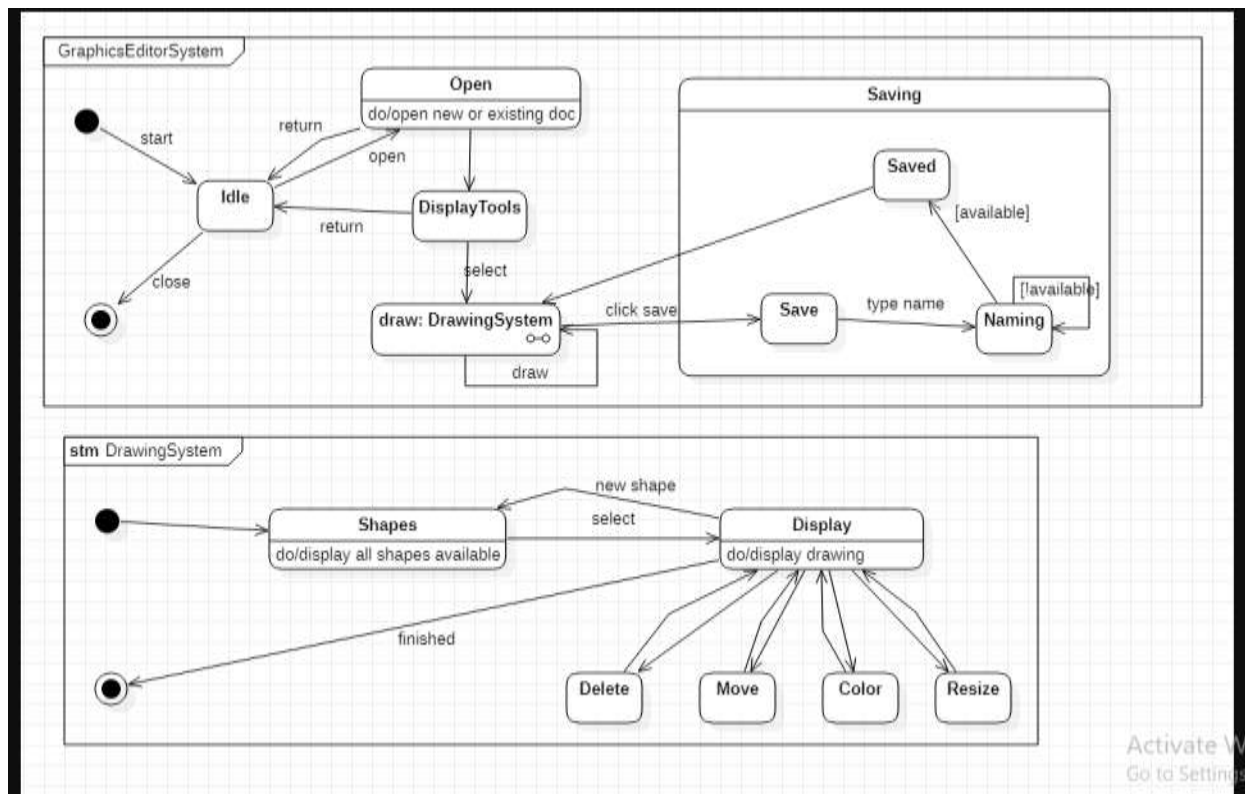 GraphicsEditorSystem
Open
do/open new or existing doc
Saving
start
return
open
Saved
Idle
DisplayTools
[available]
return
select
close
[!available]
draw: DrawingSystem
click save
Save
type name
Naming
draw
stm DrawingSystem
new shape
Shapes
select
Display
do/display all shapes available
do/display drawing
finished
Delete
Move
Color
Resize
Activate W
Go to Settings